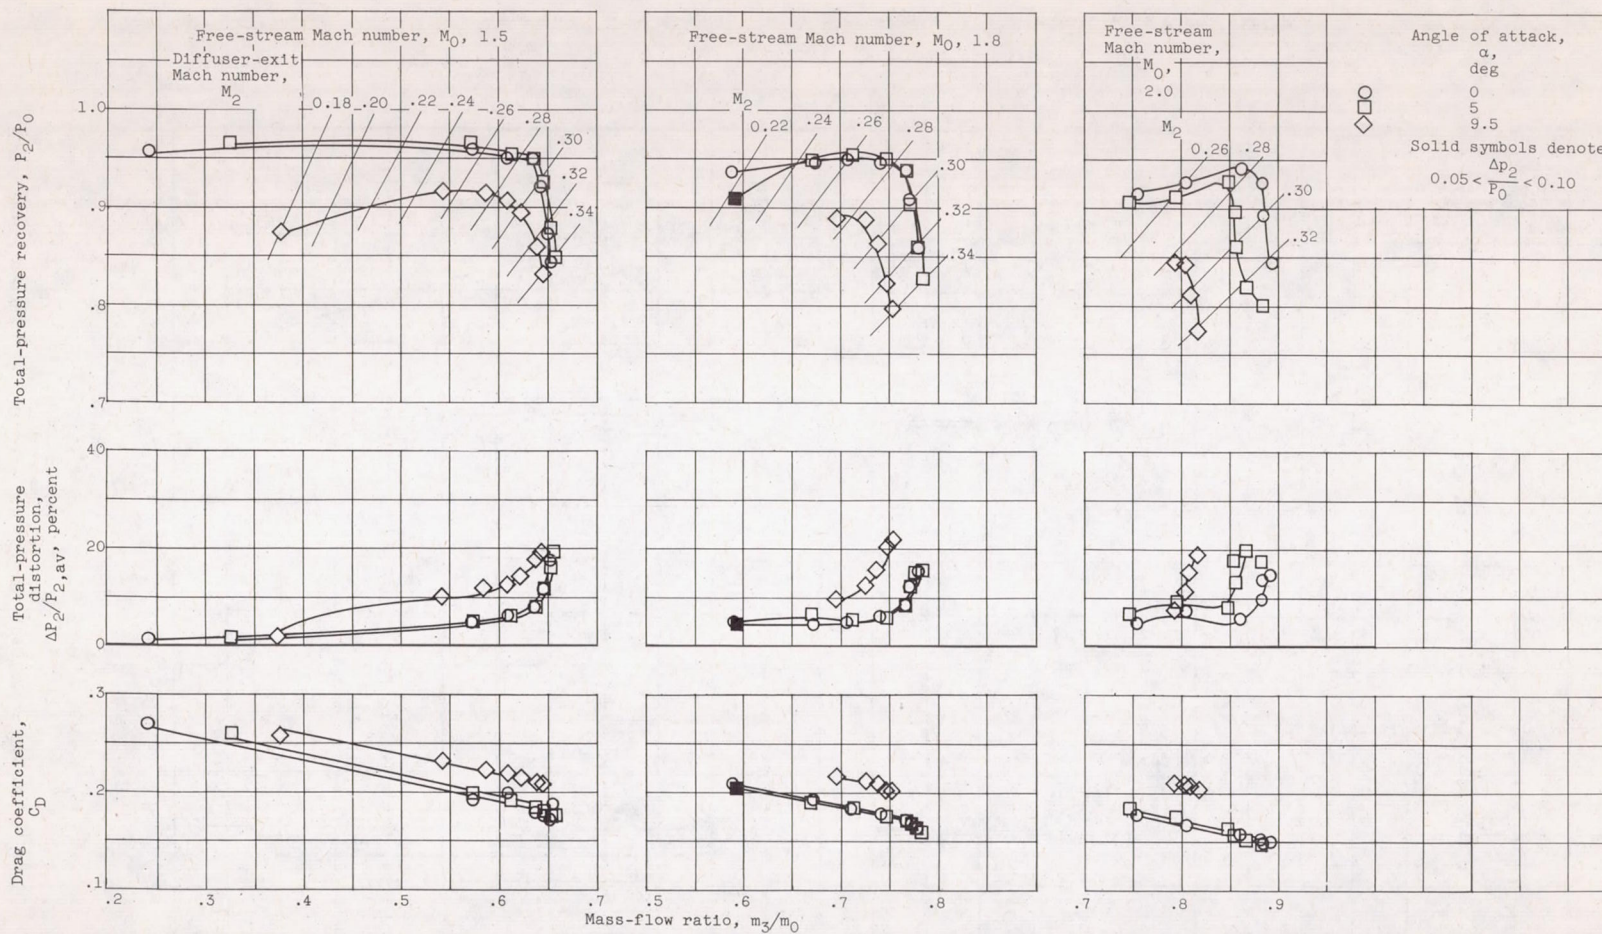 Free-stream Mach number, M0, 1.5
Diffuser-exit
Mach number,
M2
0.18 .20 .22 .24 .26 .28 .30 .32 .34
Free-stream Mach number, M0, 1.8
M2
0.22 .24 .26 .28 .30 .32 .34
Free-stream
Mach number,
M0,
2.0
M2
0.26 .28 .30 .32
Angle of attack,
α,
deg
0
5
9.5
Solid symbols denote
0.05 < Δp2/P0 < 0.10
Total-pressure recovery, P2/P0
1.0
.9
.8
.7
Total-pressure
distortion,
ΔP2/P2,av, percent
40
20
0
Drag coefficient,
CD
.3
.2
.1
.2 .3 .4 .5 .6 .7
.5 .6 .7 .8
.7 .8 .9
Mass-flow ratio, m3/m0